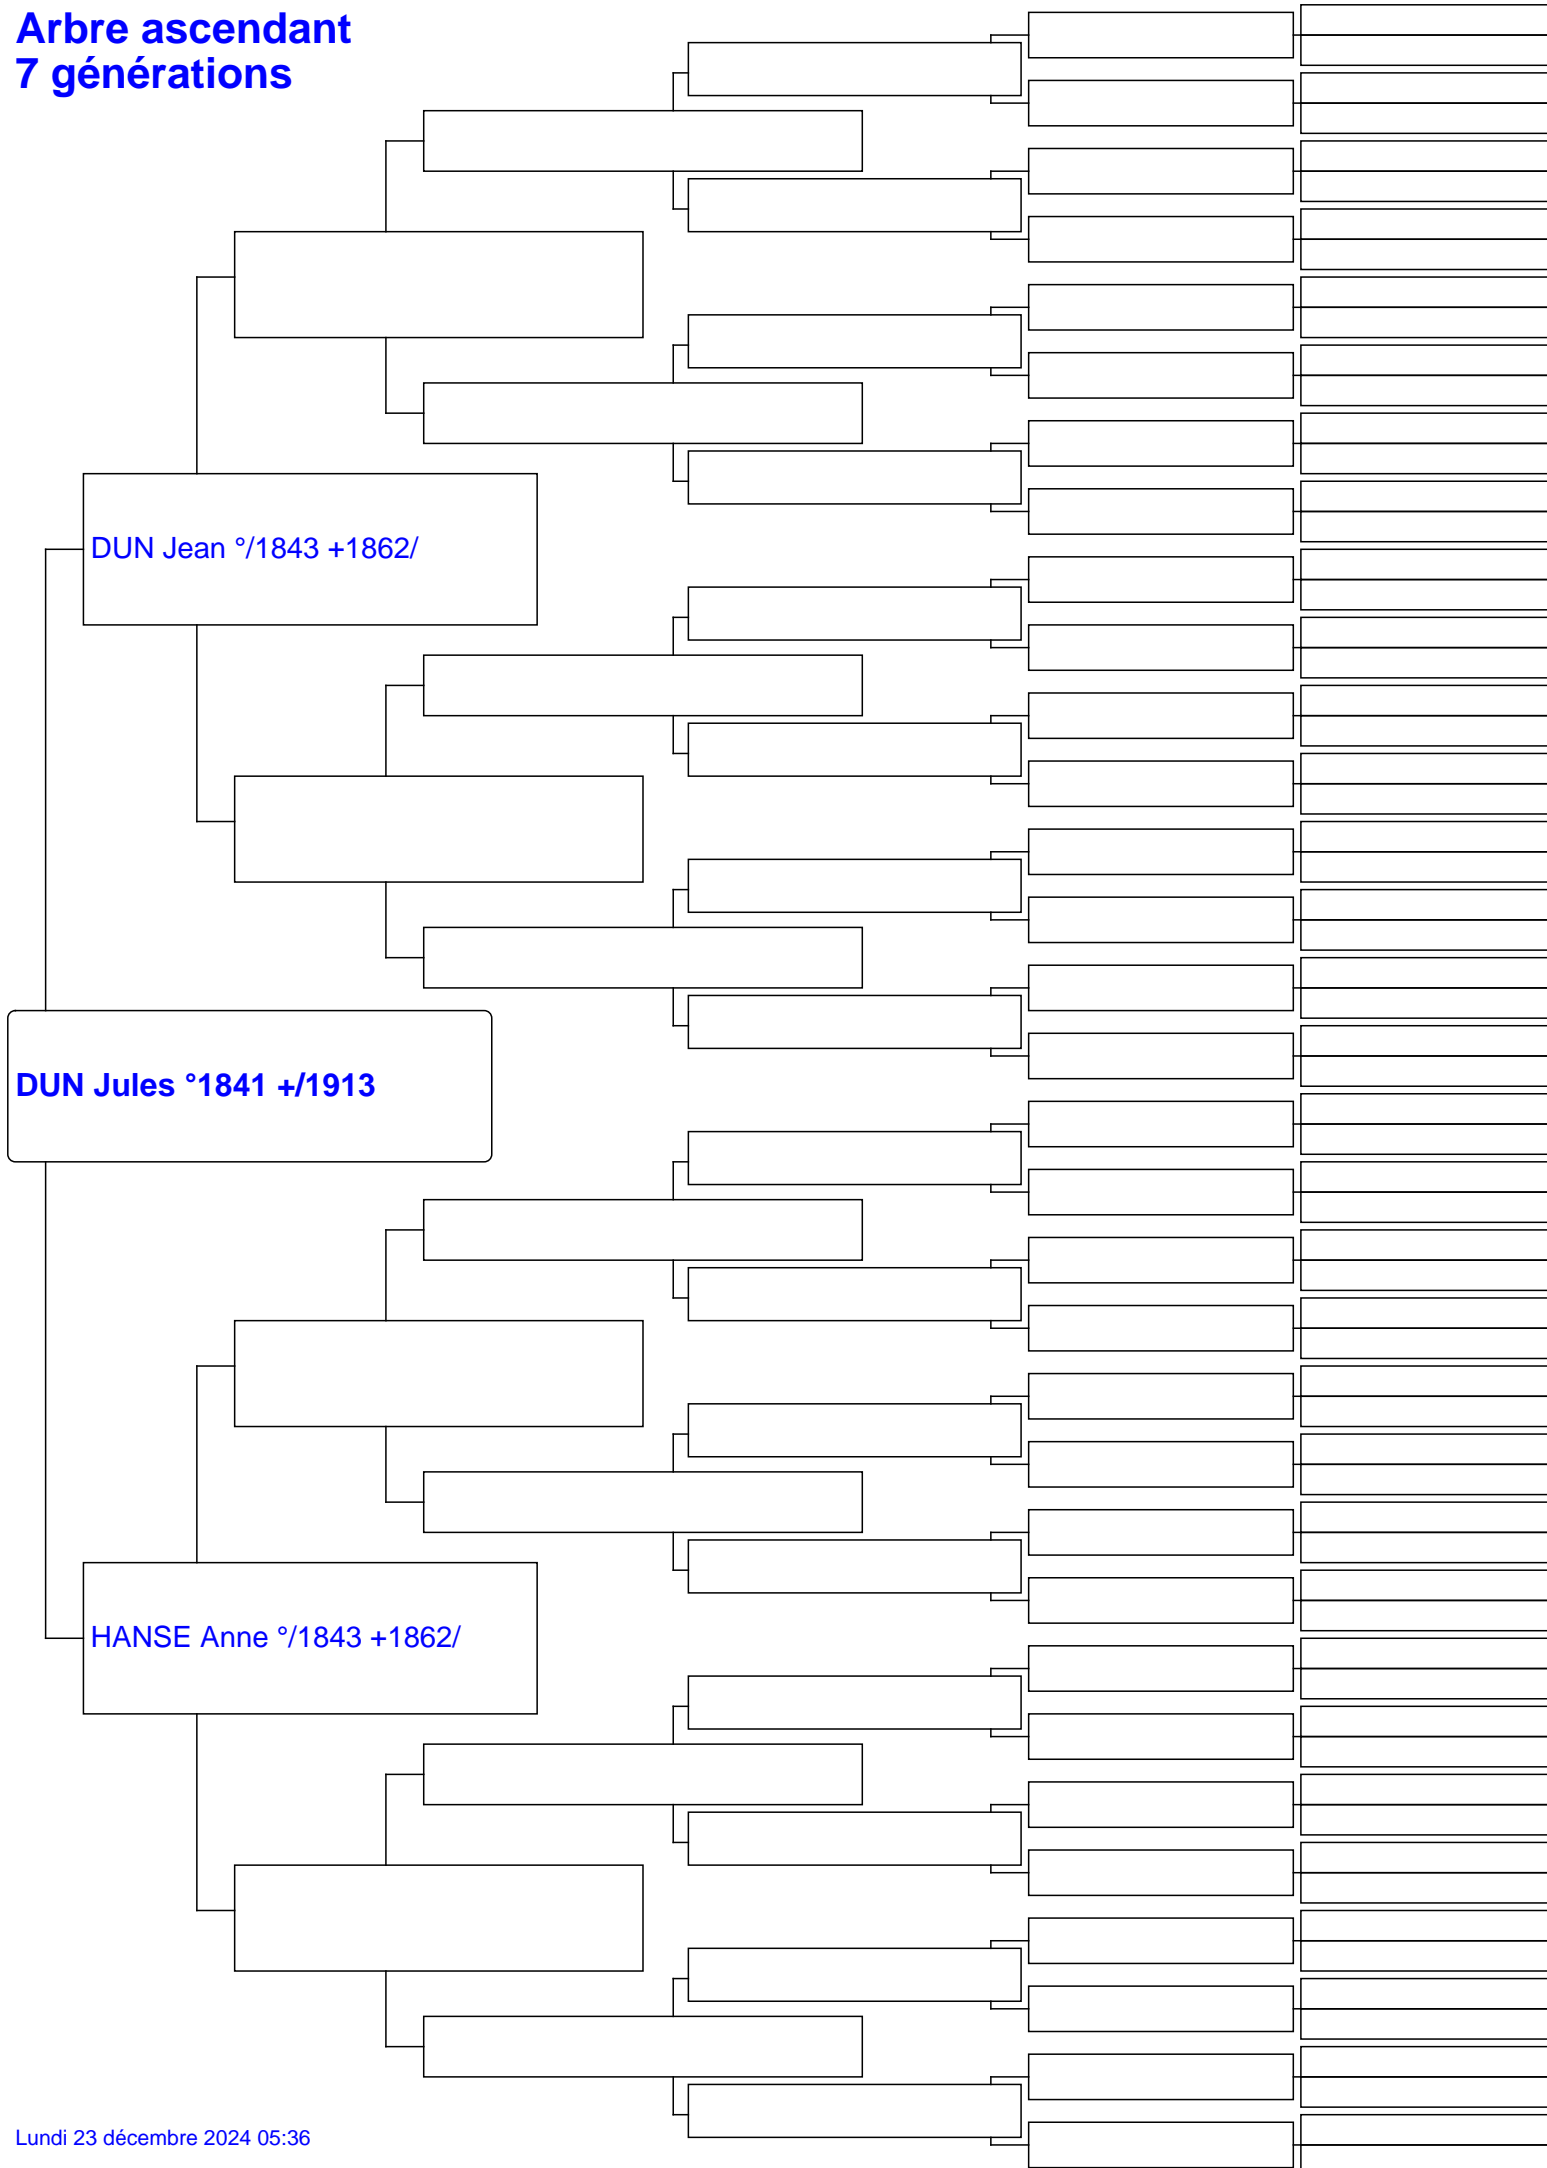 Arbre ascendant
7 générations
DUN Jean °/1843 +1862/
DUN Jules °1841 +/1913
HANSE Anne °/1843 +1862/
Lundi 23 décembre 2024 05:36